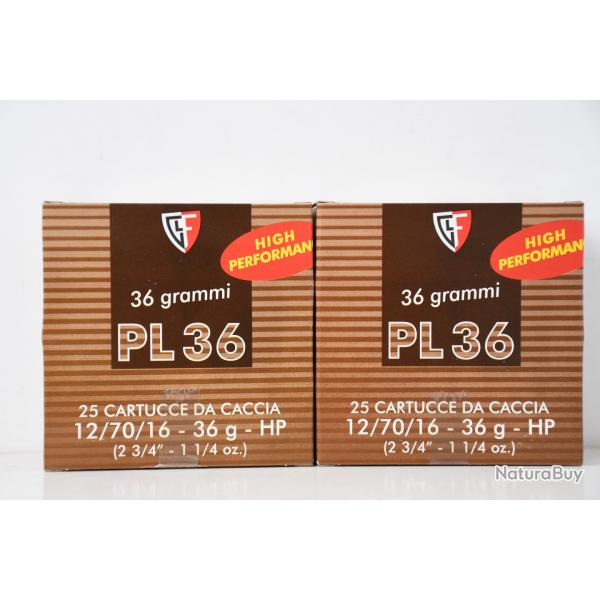 HIGH
PERFORMAN
36 grammi
PL 36
25 CARTUCCE DA CACCIA
12/70/16 - 36 g - HP
(2 3/4" - 1 1/4 oz.)
HIGH
PERFORMAN
36 grammi
PL 36
25 CARTUCCE DA CACCIA
12/70/16 - 36 g - HP
(2 3/4" - 1 1/4 oz.)
NaturaBuy